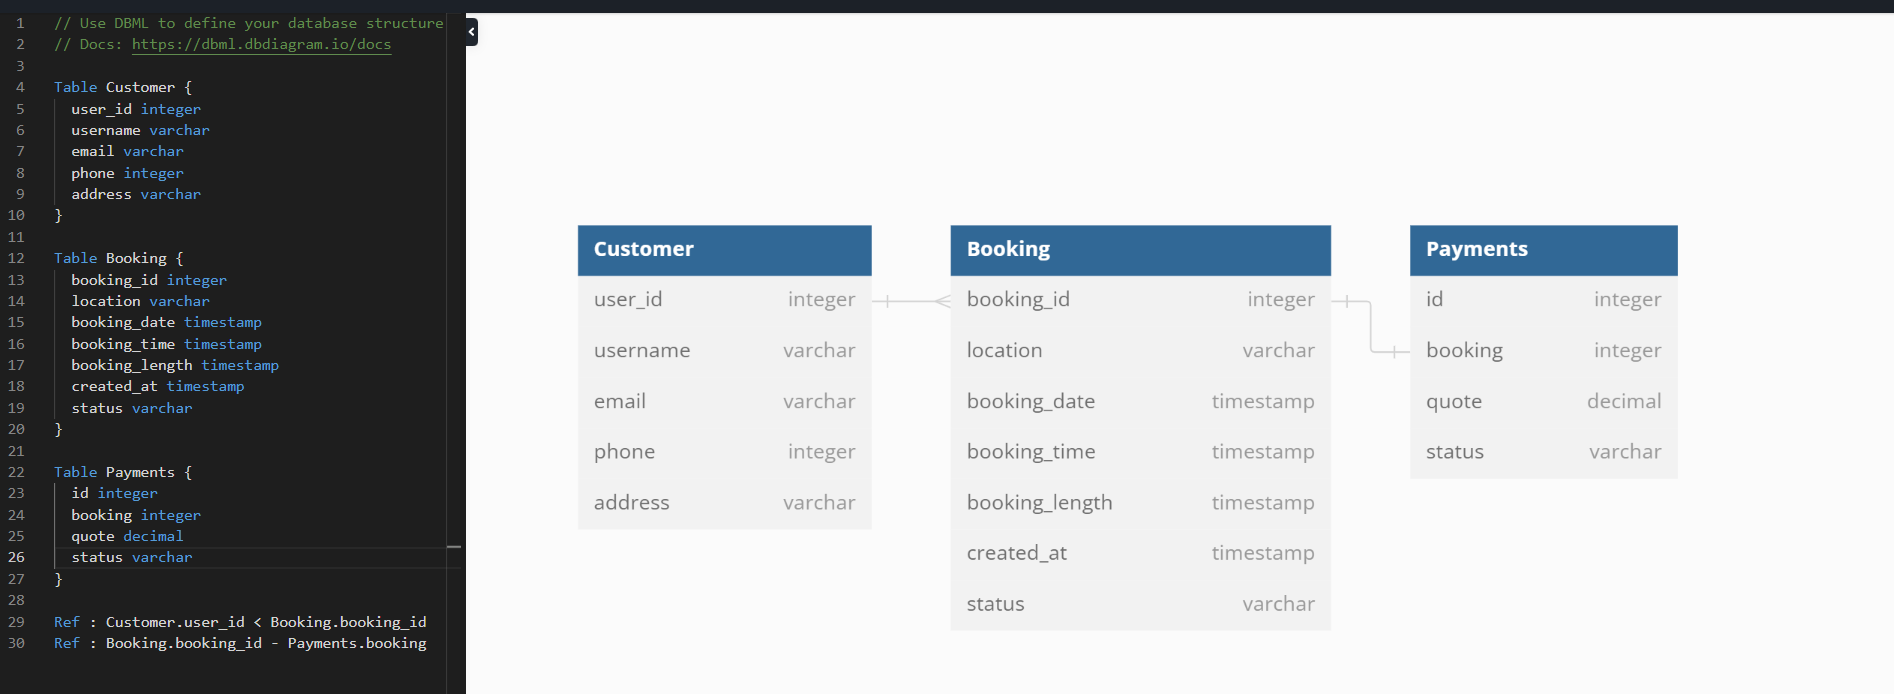 1 // Use DBML to define your database structure
2 // Docs: https://dbml.dbdiagram.io/docs
3
4 Table Customer {
5 user_id integer
6 username varchar
7 email varchar
8 phone integer
9 address varchar
10 }
11
12 Table Booking {
13 booking_id integer
14 location varchar
15 booking_date timestamp
16 booking_time timestamp
17 booking_length timestamp
18 created_at timestamp
19 status varchar
20 }
21
22 Table Payments {
23 id integer
24 booking integer
25 quote decimal
26 status varchar
27 }
28
29 Ref : Customer.user_id < Booking.booking_id
30 Ref : Booking.booking_id - Payments.booking
Customer
user_id integer
username varchar
email varchar
phone integer
address varchar
Booking
booking_id integer
location varchar
booking_date timestamp
booking_time timestamp
booking_length timestamp
created_at timestamp
status varchar
Payments
id integer
booking integer
quote decimal
status varchar